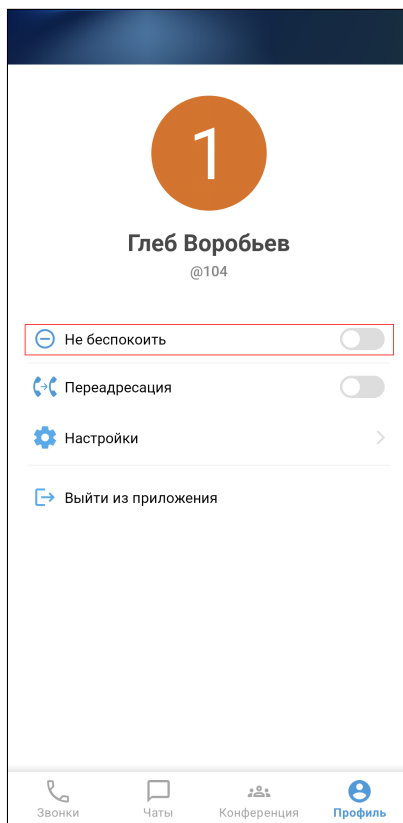 1
Глеб Воробьев
@104
Не беспокоить
Переадресация
Настройки
Выйти из приложения
Звонки Чаты Конференция Профиль